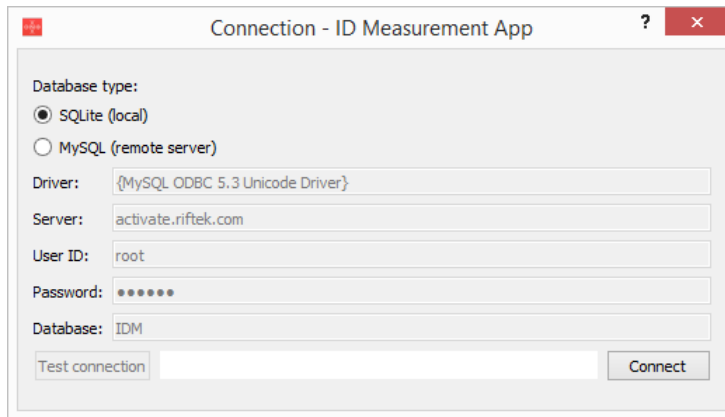 Connection - ID Measurement App ?
Database type:
SQLite (local)
MySQL (remote server)
Driver: {MySQL ODBC 5.3 Unicode Driver}
Server: activate.riftek.com
User ID: root
Password: ●●●●●●
Database: IDM
Test connection Connect